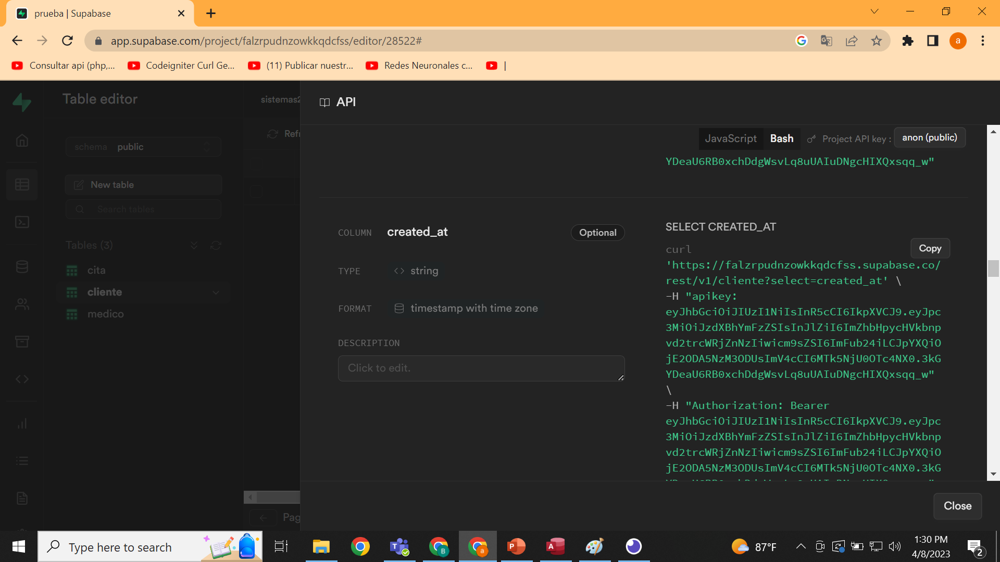 prueba | Supabase
app.supabase.com/project/falzrpudnzowkkqdcfss/editor/28522#
a
Consultar api (php,...
Codeigniter Curl Ge...
(11) Publicar nuestr...
Redes Neuronales c...
|
Table editor
sistemas2
API
Refr
JavaScript
Bash
Project API key :
anon (public)
schema public
YDeaU6RB0xchDdgWsvLq8uUAIuDNgcHIXQxsqq_w"
New table
Search tables
COLUMN created_at
Optional
SELECT CREATED_AT
Tables (3)
curl
Copy
'https://falzrpudnzowkkqdcfss.supabase.co/
rest/v1/cliente?select=created_at' \
TYPE <> string
cita
cliente
medico
-H "apikey:
eyJhbGciOiJIUzI1NiIsInR5cCI6IkpXVCJ9.eyJpc
3MiOiJzdXBhYmFzZSIsInJlZiI6ImZhbHpycHVkbnp
vd2trcWRjZnNzIiwicm9sZSI6ImFub24iLCJpYXQiO
jE2ODA5NzM3ODUsImV4cCI6MTk5NjU0OTc4NX0.3kG
YDeaU6RB0xchDdgWsvLq8uUAIuDNgcHIXQxsqq_w"
\
FORMAT timestamp with time zone
DESCRIPTION
Click to edit.
-H "Authorization: Bearer
eyJhbGciOiJIUzI1NiIsInR5cCI6IkpXVCJ9.eyJpc
3MiOiJzdXBhYmFzZSIsInJlZiI6ImZhbHpycHVkbnp
vd2trcWRjZnNzIiwicm9sZSI6ImFub24iLCJpYXQiO
jE2ODA5NzM3ODUsImV4cCI6MTk5NjU0OTc4NX0.3kG
Pag
Close
Type here to search
87°F
1:30 PM
4/8/2023
2